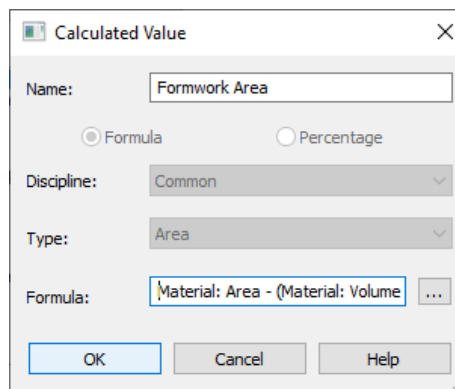 Calculated Value
Name: Formwork Area
Formula Percentage
Discipline: Common
Type: Area
Formula: Material: Area - (Material: Volume ...
OK Cancel Help